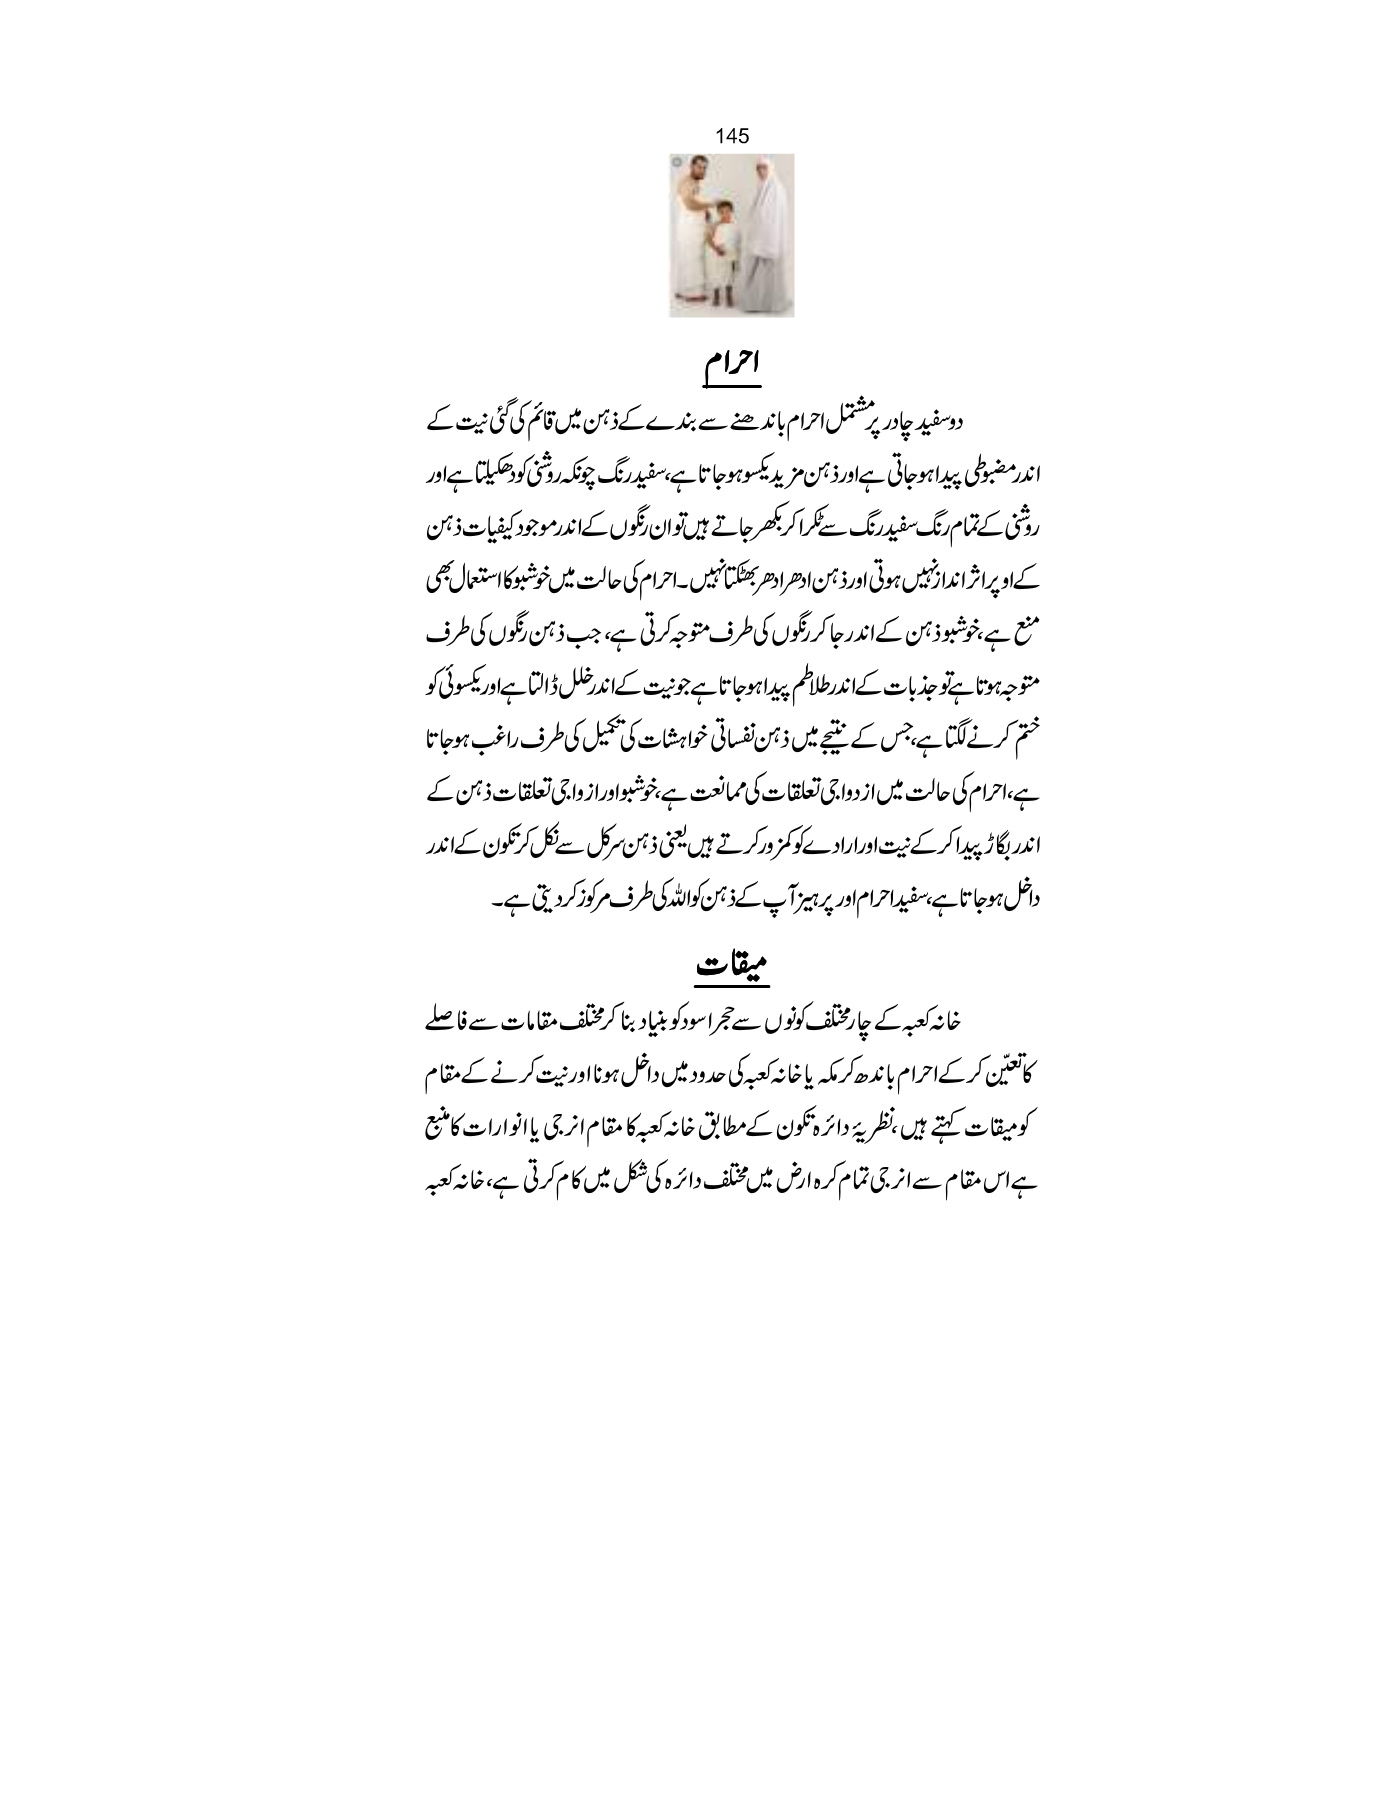 145
احرام
دو سفید چادر پر مشتمل احرام باندھنے سے بندے کے ذہن میں قائم کی گئی نیت کے
اندر مضبوطی پیدا ہو جاتی ہے اور ذہن مزید یکسو ہو جاتا ہے، سفید رنگ چونکہ روشنی کو دھکیلتا ہے اور
روشنی کے تمام رنگ سفید رنگ سے ٹکرا کر بکھر جاتے ہیں تو ان رنگوں کے اندر موجود کیفیات ذہن
کے اوپر اثر انداز نہیں ہوتی اور ذہن ادھر ادھر بھٹکتا نہیں۔ احرام کی حالت میں خوشبو کا استعمال بھی
منع ہے، خوشبو ذہن کے اندر جا کر رنگوں کی طرف متوجہ کرتی ہے، جب ذہن رنگوں کی طرف
متوجہ ہوتا ہے تو جذبات کے اندر طلاطم پیدا ہو جاتا ہے جو نیت کے اندر خلل ڈالتا ہے اور یکسوئی کو
ختم کرنے لگتا ہے، جس کے نتیجے میں ذہن نفساتی خواہشات کی تکمیل کی طرف راغب ہو جاتا
ہے، احرام کی حالت میں ازدواجی تعلقات کی ممانعت ہے، خوشبو اور ازواجی تعلقات ذہن کے
اندر بگاڑ پیدا کر کے نیت اور ارادے کو کمزور کرتے ہیں یعنی ذہن سرکل سے نکل کر تکون کے اندر
داخل ہو جاتا ہے، سفید احرام اور پرہیز آپ کے ذہن کو اللہ کی طرف مرکوز کر دیتی ہے۔
میقات
خانہ کعبہ کے چار مختلف کونوں سے حجر اسود کو بنیاد بنا کر مختلف مقامات سے فاصلے
کا تعیّن کر کے احرام باندھ کر مکہ یا خانہ کعبہ کی حدود میں داخل ہونا اور نیت کرنے کے مقام
کو میقات کہتے ہیں، نظریۂ دائرہ تکون کے مطابق خانہ کعبہ کا مقام انرجی یا انوارات کا منبع
ہے اس مقام سے انرجی تمام کرہ ارض میں مختلف دائرہ کی شکل میں کام کرتی ہے، خانہ کعبہ